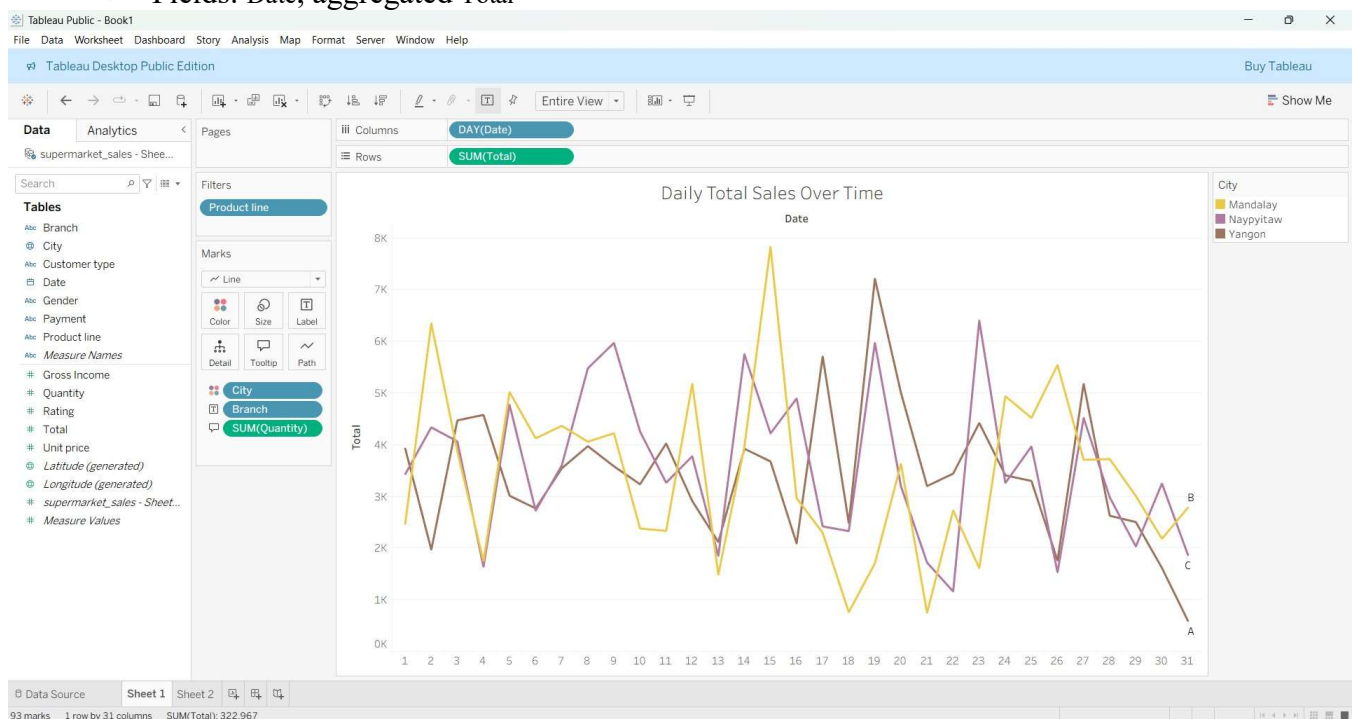 Fields: Date, aggregated Total
Tableau Public - Book1
File Data Worksheet Dashboard Story Analysis Map Format Server Window Help
Tableau Desktop Public Edition
Buy Tableau
Entire View
Show Me
Data
Analytics
Pages
Columns
DAY(Date)
supermarket_sales - Shee...
Rows
SUM(Total)
Search
Tables
Abc Branch
City
Abc Customer type
Date
Abc Gender
Abc Payment
Abc Product line
Abc Measure Names
# Gross Income
# Quantity
# Rating
# Total
# Unit price
Latitude (generated)
Longitude (generated)
# supermarket_sales - Sheet...
# Measure Values
Filters
Product line
Marks
Line
Color Size Label
Detail Tooltip Path
City
Branch
SUM(Quantity)
Daily Total Sales Over Time
Date
8K
7K
6K
5K
4K
3K
2K
1K
0K
Total
B
C
A
1 2 3 4 5 6 7 8 9 10 11 12 13 14 15 16 17 18 19 20 21 22 23 24 25 26 27 28 29 30 31
City
Mandalay
Naypyitaw
Yangon
Data Source
Sheet 1
Sheet 2
93 marks 1 row by 31 columns SUM(Total): 322,967